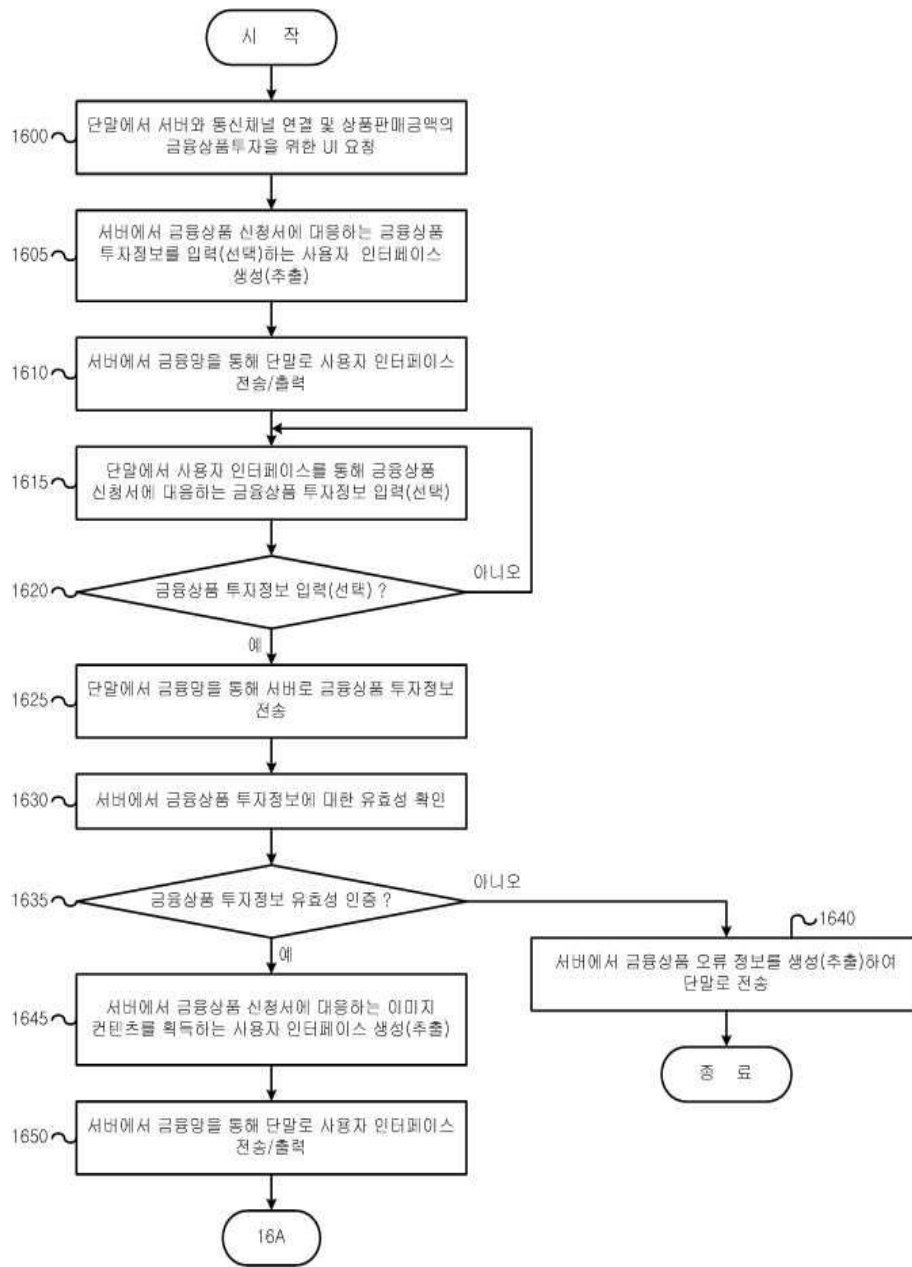 시 작
1600
단말에서 서버와 통신채널 연결 및 상품판매금액의
금융상품투자을 위한 UI 요청
1605
서버에서 금융상품 신청서에 대응하는 금융상품
투자정보를 입력(선택)하는 사용자 인터페이스
생성(추출)
1610
서버에서 금융망을 통해 단말로 사용자 인터페이스
전송/출력
1615
단말에서 사용자 인터페이스를 통해 금융상품
신청서에 대응하는 금융상품 투자정보 입력(선택)
1620
금융상품 투자정보 입력(선택) ?
아니오
예
1625
단말에서 금융망을 통해 서버로 금융상품 투자정보
전송
1630
서버에서 금융상품 투자정보에 대한 유효성 확인
1635
금융상품 투자정보 유효성 인증 ?
아니오
예
1640
서버에서 금융상품 오류 정보를 생성(추출)하여
단말로 전송
종 료
1645
서버에서 금융상품 신청서에 대응하는 이미지
컨텐츠를 획득하는 사용자 인터페이스 생성(추출)
1650
서버에서 금융망을 통해 단말로 사용자 인터페이스
전송/출력
16A